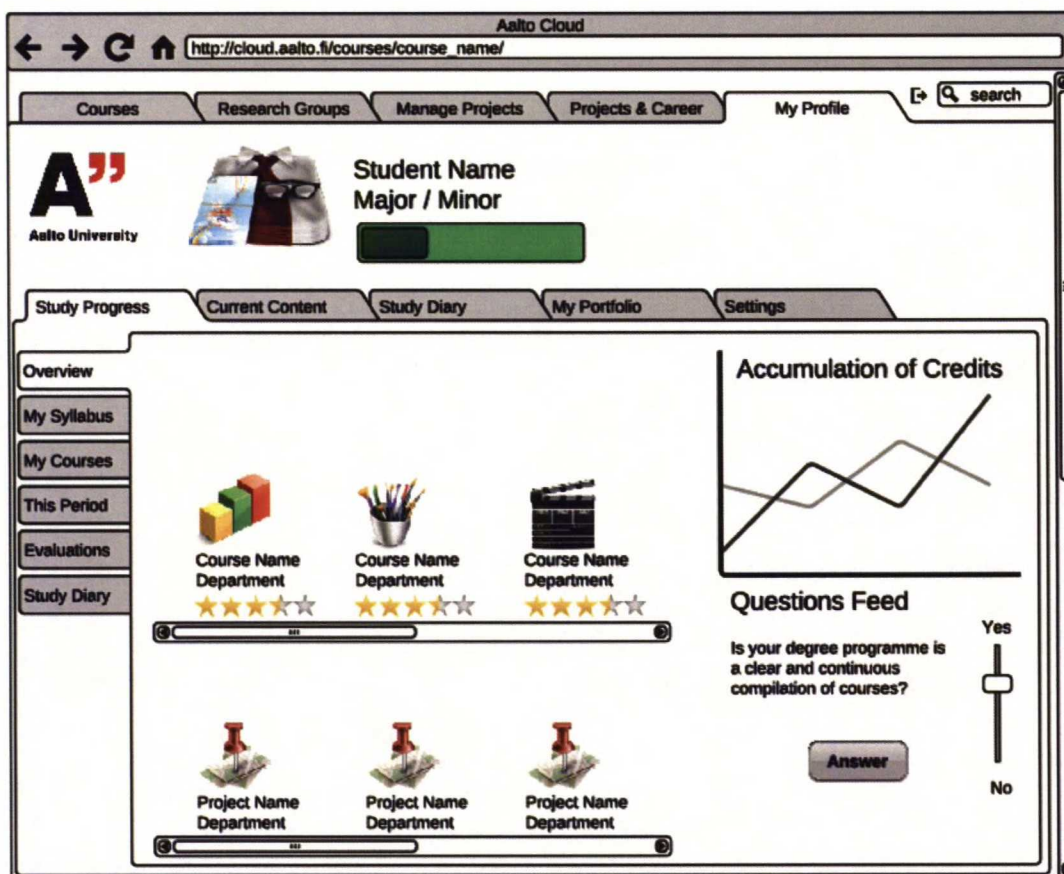 Aalto Cloud
http://cloud.aalto.fi/courses/course_name/
Courses
Research Groups
Manage Projects
Projects & Career
My Profile
search
A”
Aalto University
Student Name
Major / Minor
Study Progress
Current Content
Study Diary
My Portfolio
Settings
Overview
My Syllabus
My Courses
This Period
Evaluations
Study Diary
Course Name
Department
Course Name
Department
Course Name
Department
Project Name
Department
Project Name
Department
Project Name
Department
Accumulation of Credits
Questions Feed
Is your degree programme is
a clear and continuous
compilation of courses?
Yes
No
Answer